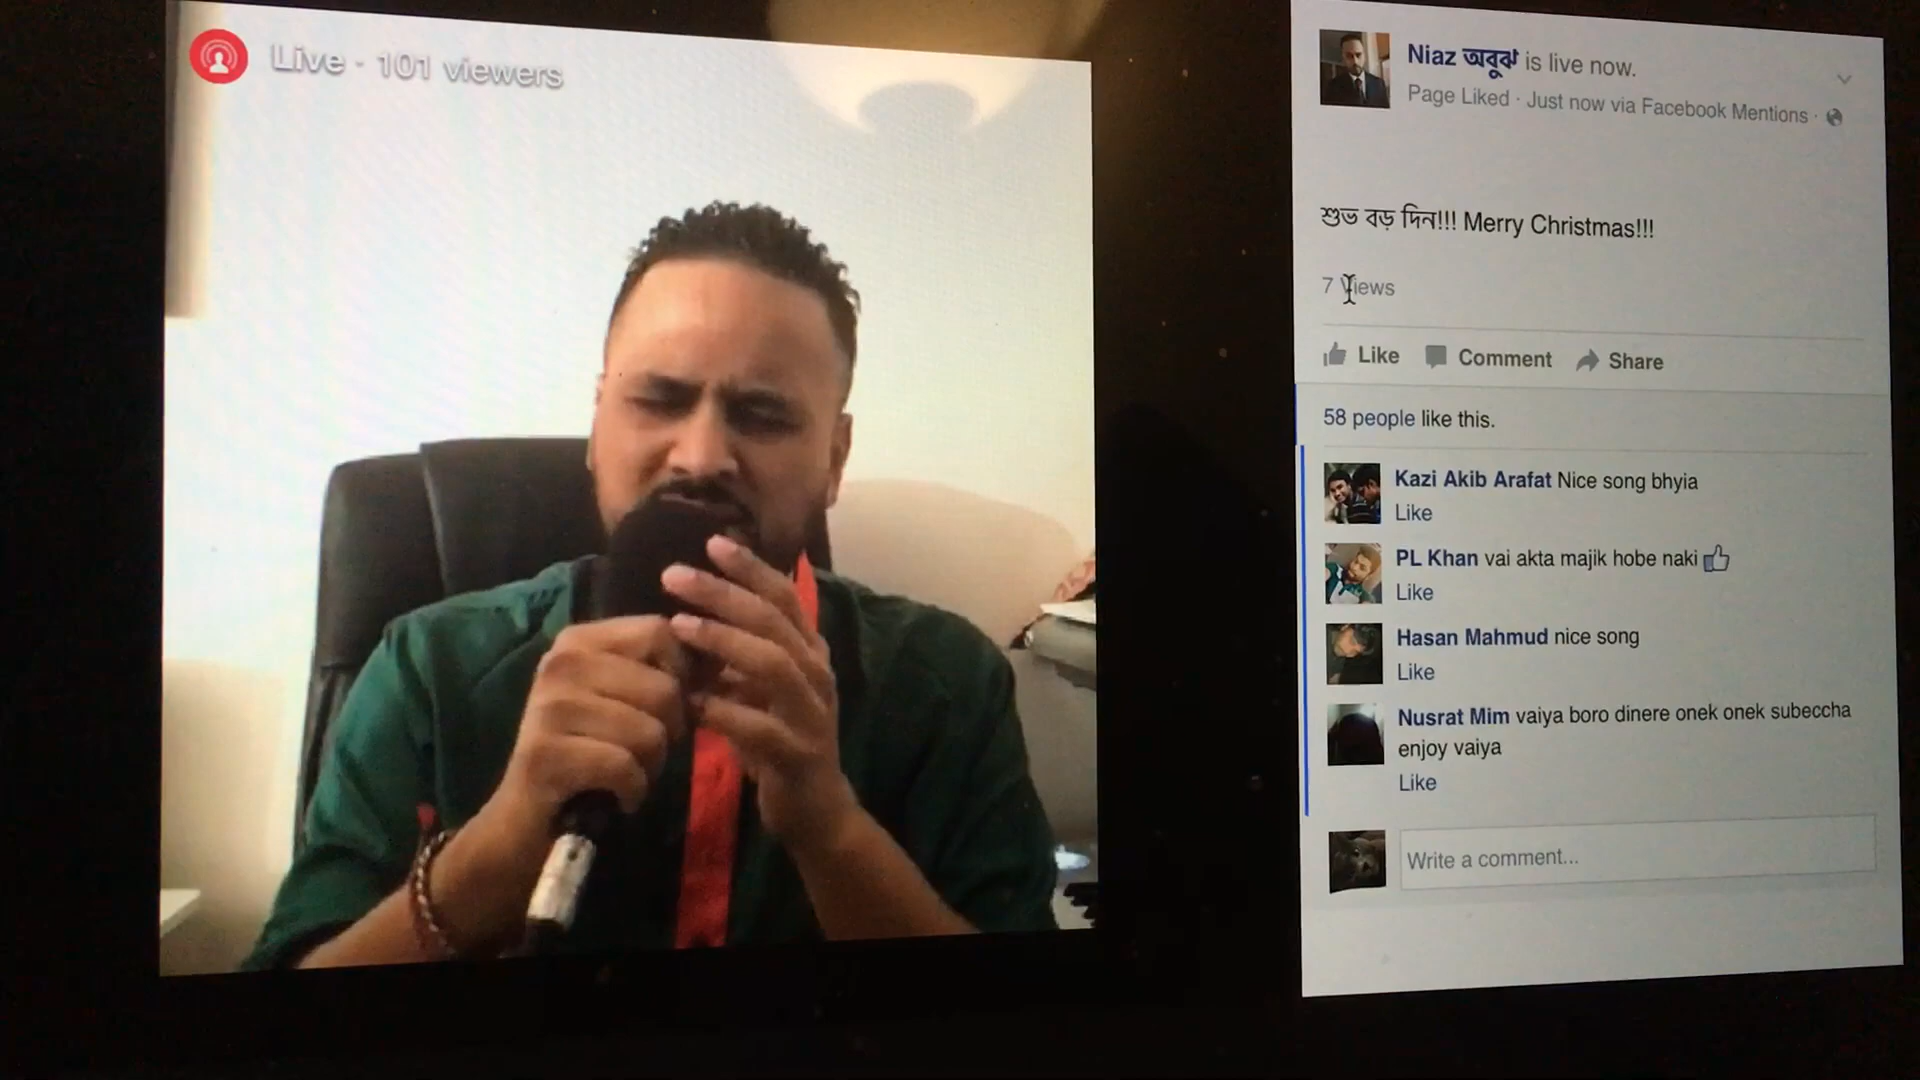 Live · 101 viewers
Niaz অবুঝ is live now.
Page Liked · Just now via Facebook Mentions ·
শুভ বড় দিন!!! Merry Christmas!!!
7 Views
Like Comment Share
58 people like this.
Kazi Akib Arafat Nice song bhyia
Like
PL Khan vai akta majik hobe naki
Like
Hasan Mahmud nice song
Like
Nusrat Mim vaiya boro dinere onek onek subeccha
enjoy vaiya
Like
Write a comment...